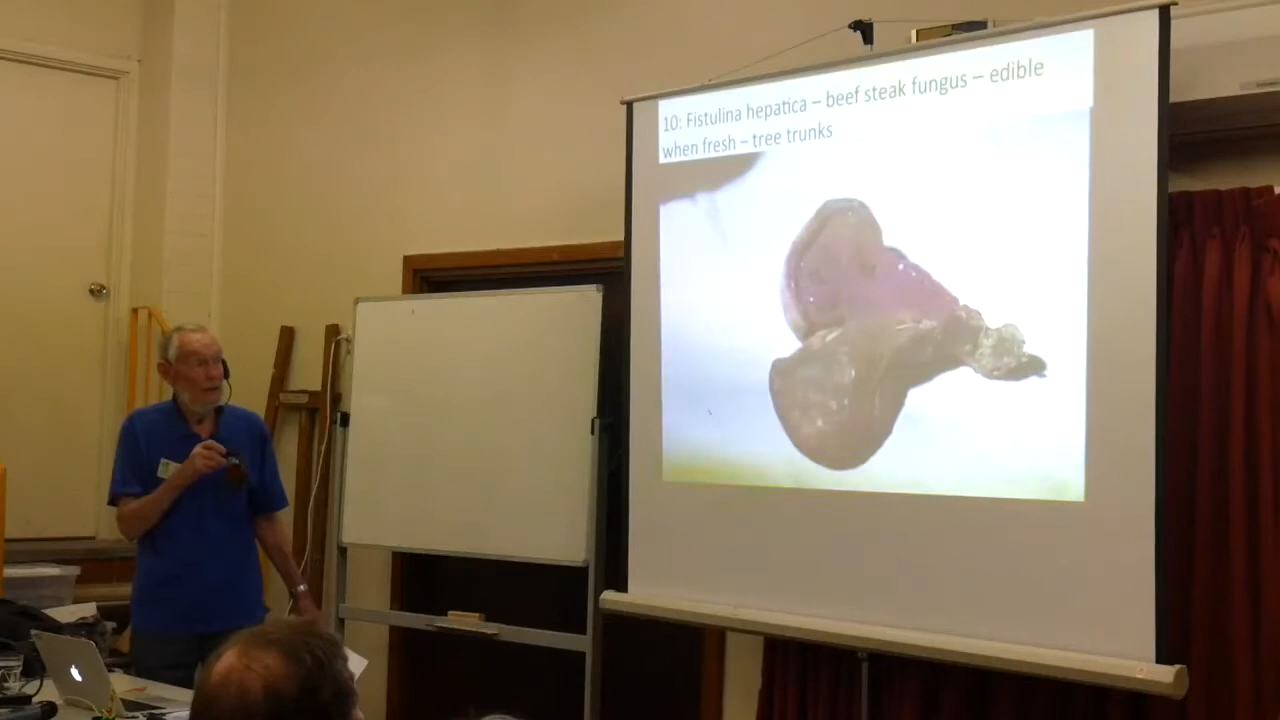 10: Fistulina hepatica – beef steak fungus – edible
when fresh – tree trunks